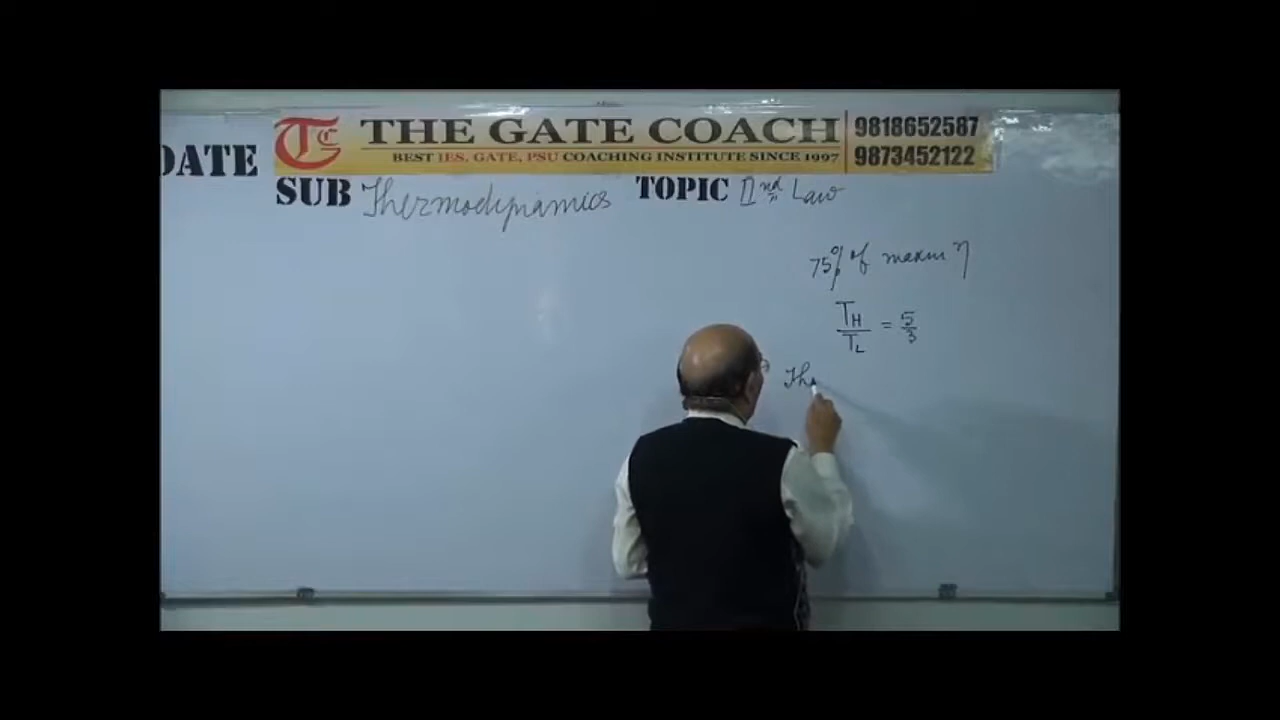 THE GATE COACH
BEST IES, GATE, PSU COACHING INSTITUTE SINCE 1997
9818652587
9873452122
DATE
SUB Thermodynamics TOPIC IInd Law
75% of maxm η
TH/TL = 5/3
Th